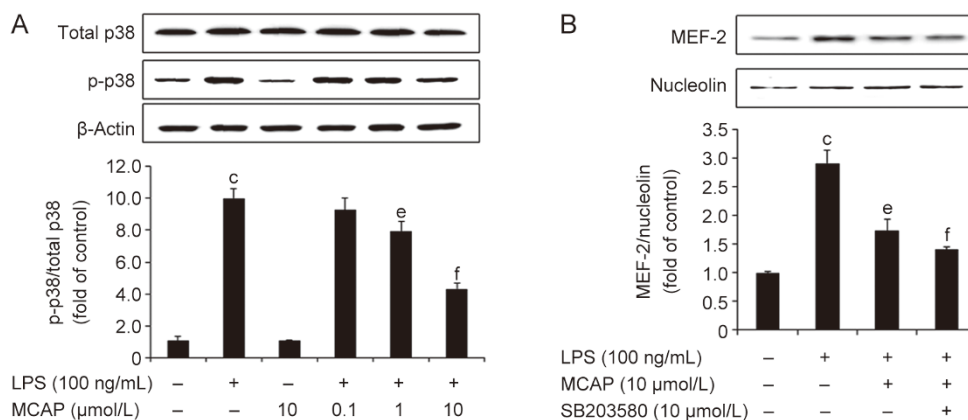 A
Total p38
p-p38
β-Actin
p-p38/total p38
(fold of control)
12.0
10.0
8.0
6.0
4.0
2.0
0
c
e
f
LPS (100 ng/mL) – + – + + +
MCAP (µmol/L) – – 10 0.1 1 10
B
MEF-2
Nucleolin
MEF-2/nucleolin
(fold of control)
3.5
3.0
2.5
2.0
1.5
1.0
0.5
0
c
e
f
LPS (100 ng/mL) – + + +
MCAP (10 µmol/L) – – + +
SB203580 (10 µmol/L) – – – +